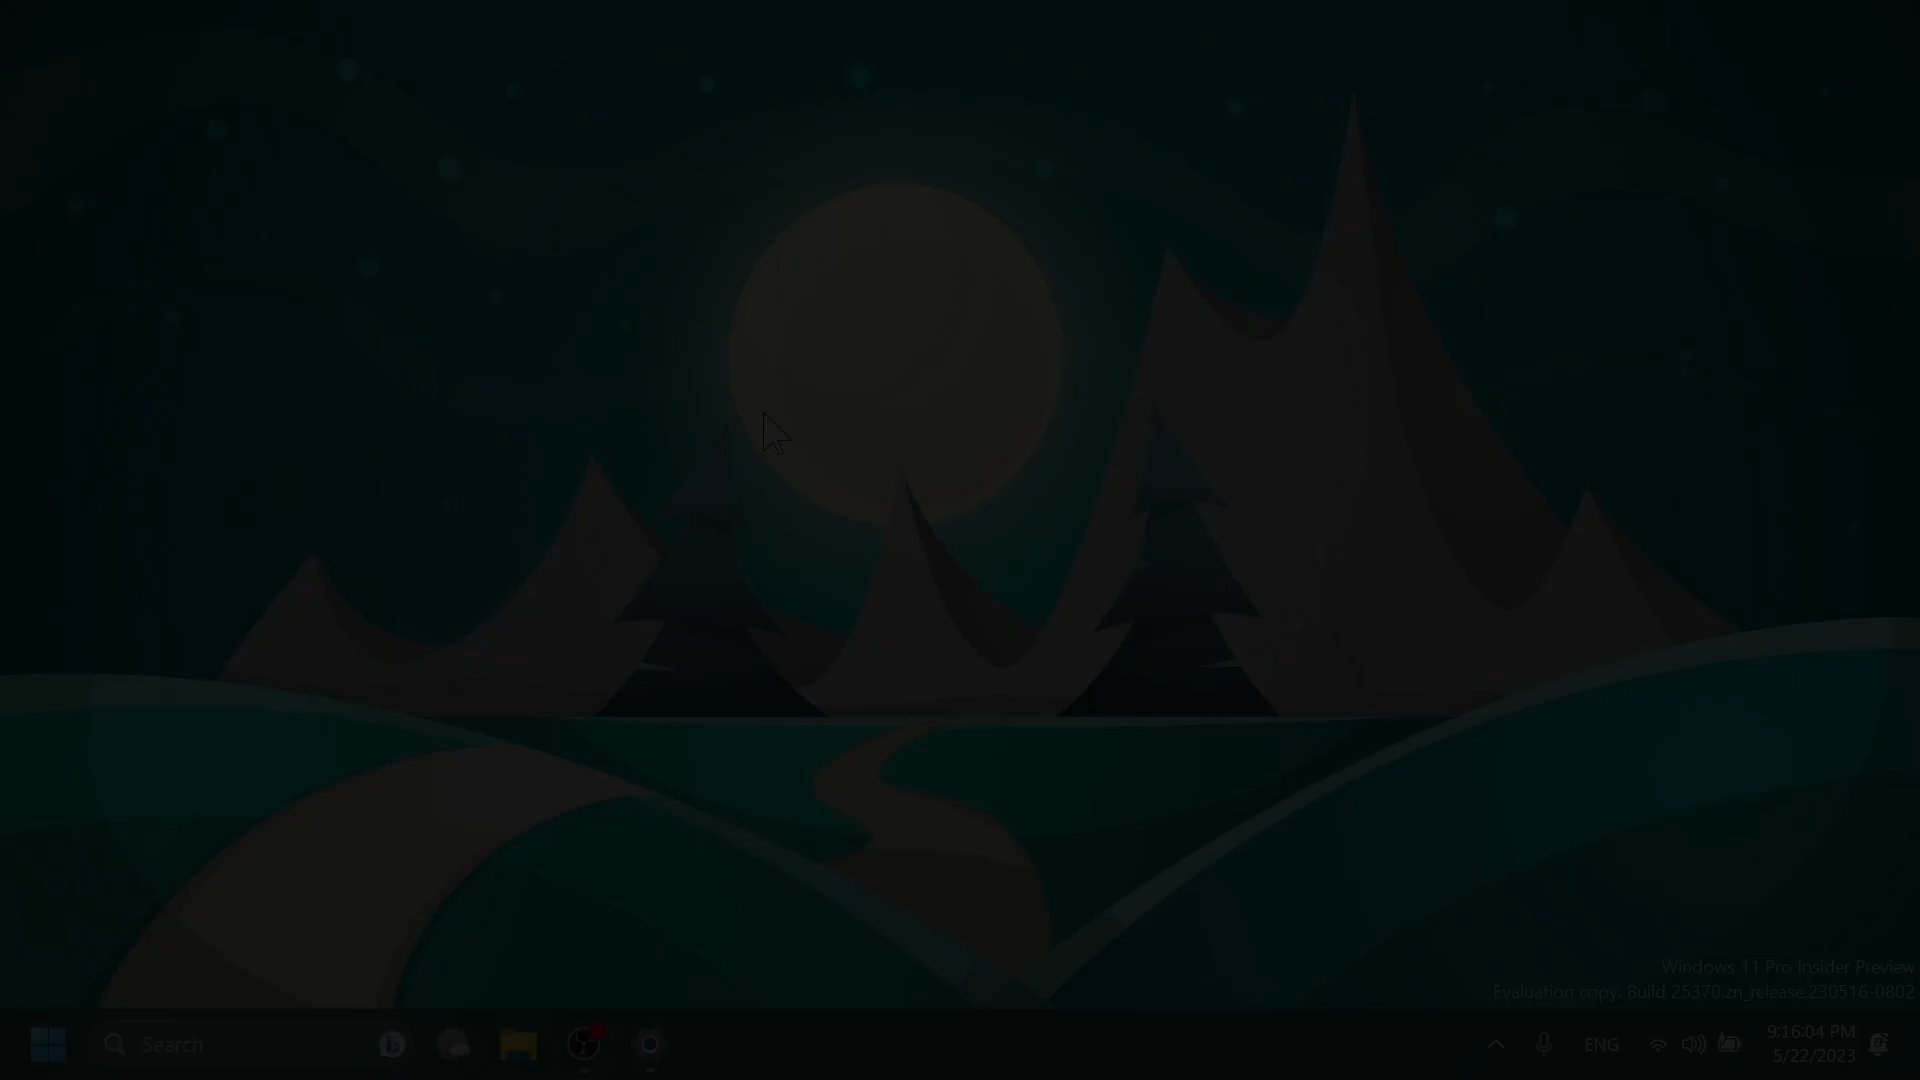 Windows 11 Pro Insider Preview
Evaluation copy. Build 25370.zn_release.230516-0802
Search
ENG
9:16:04 PM
5/22/2023